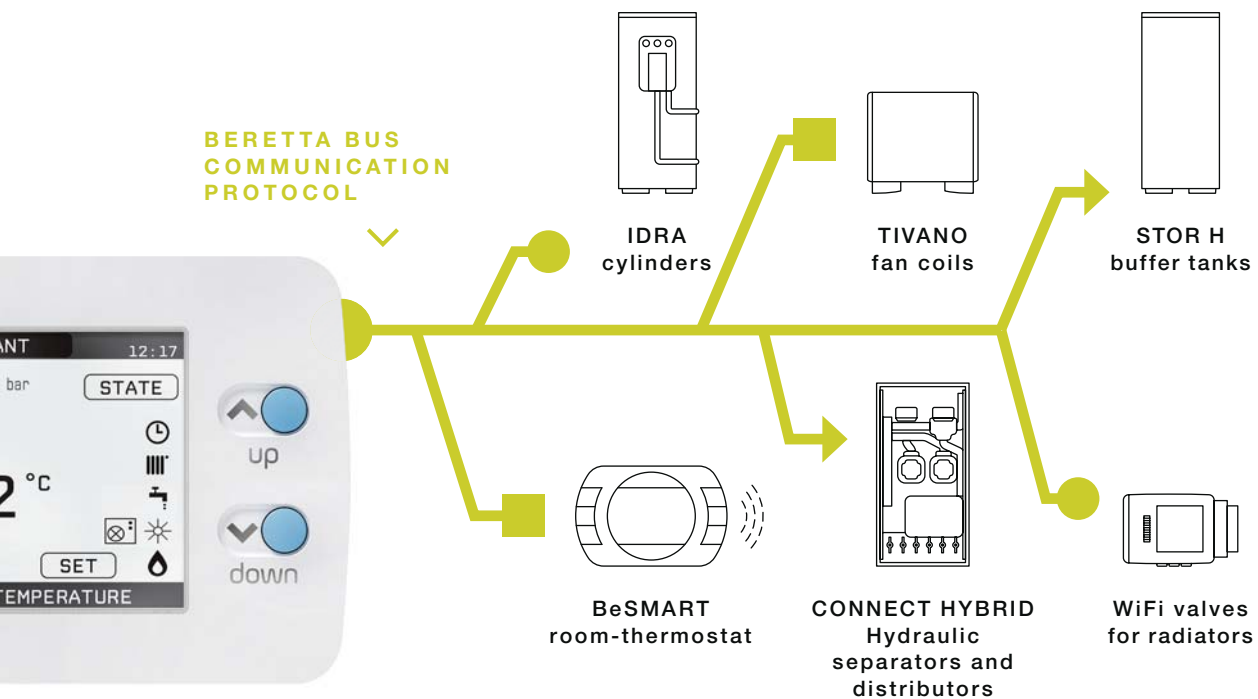 BERETTA BUS
COMMUNICATION
PROTOCOL
IDRA
cylinders
TIVANO
fan coils
STOR H
buffer tanks
ANT 12:17
bar STATE
2 °C
SET
TEMPERATURE
up
down
BeSMART
room-thermostat
CONNECT HYBRID
Hydraulic
separators and
distributors
WiFi valves
for radiators